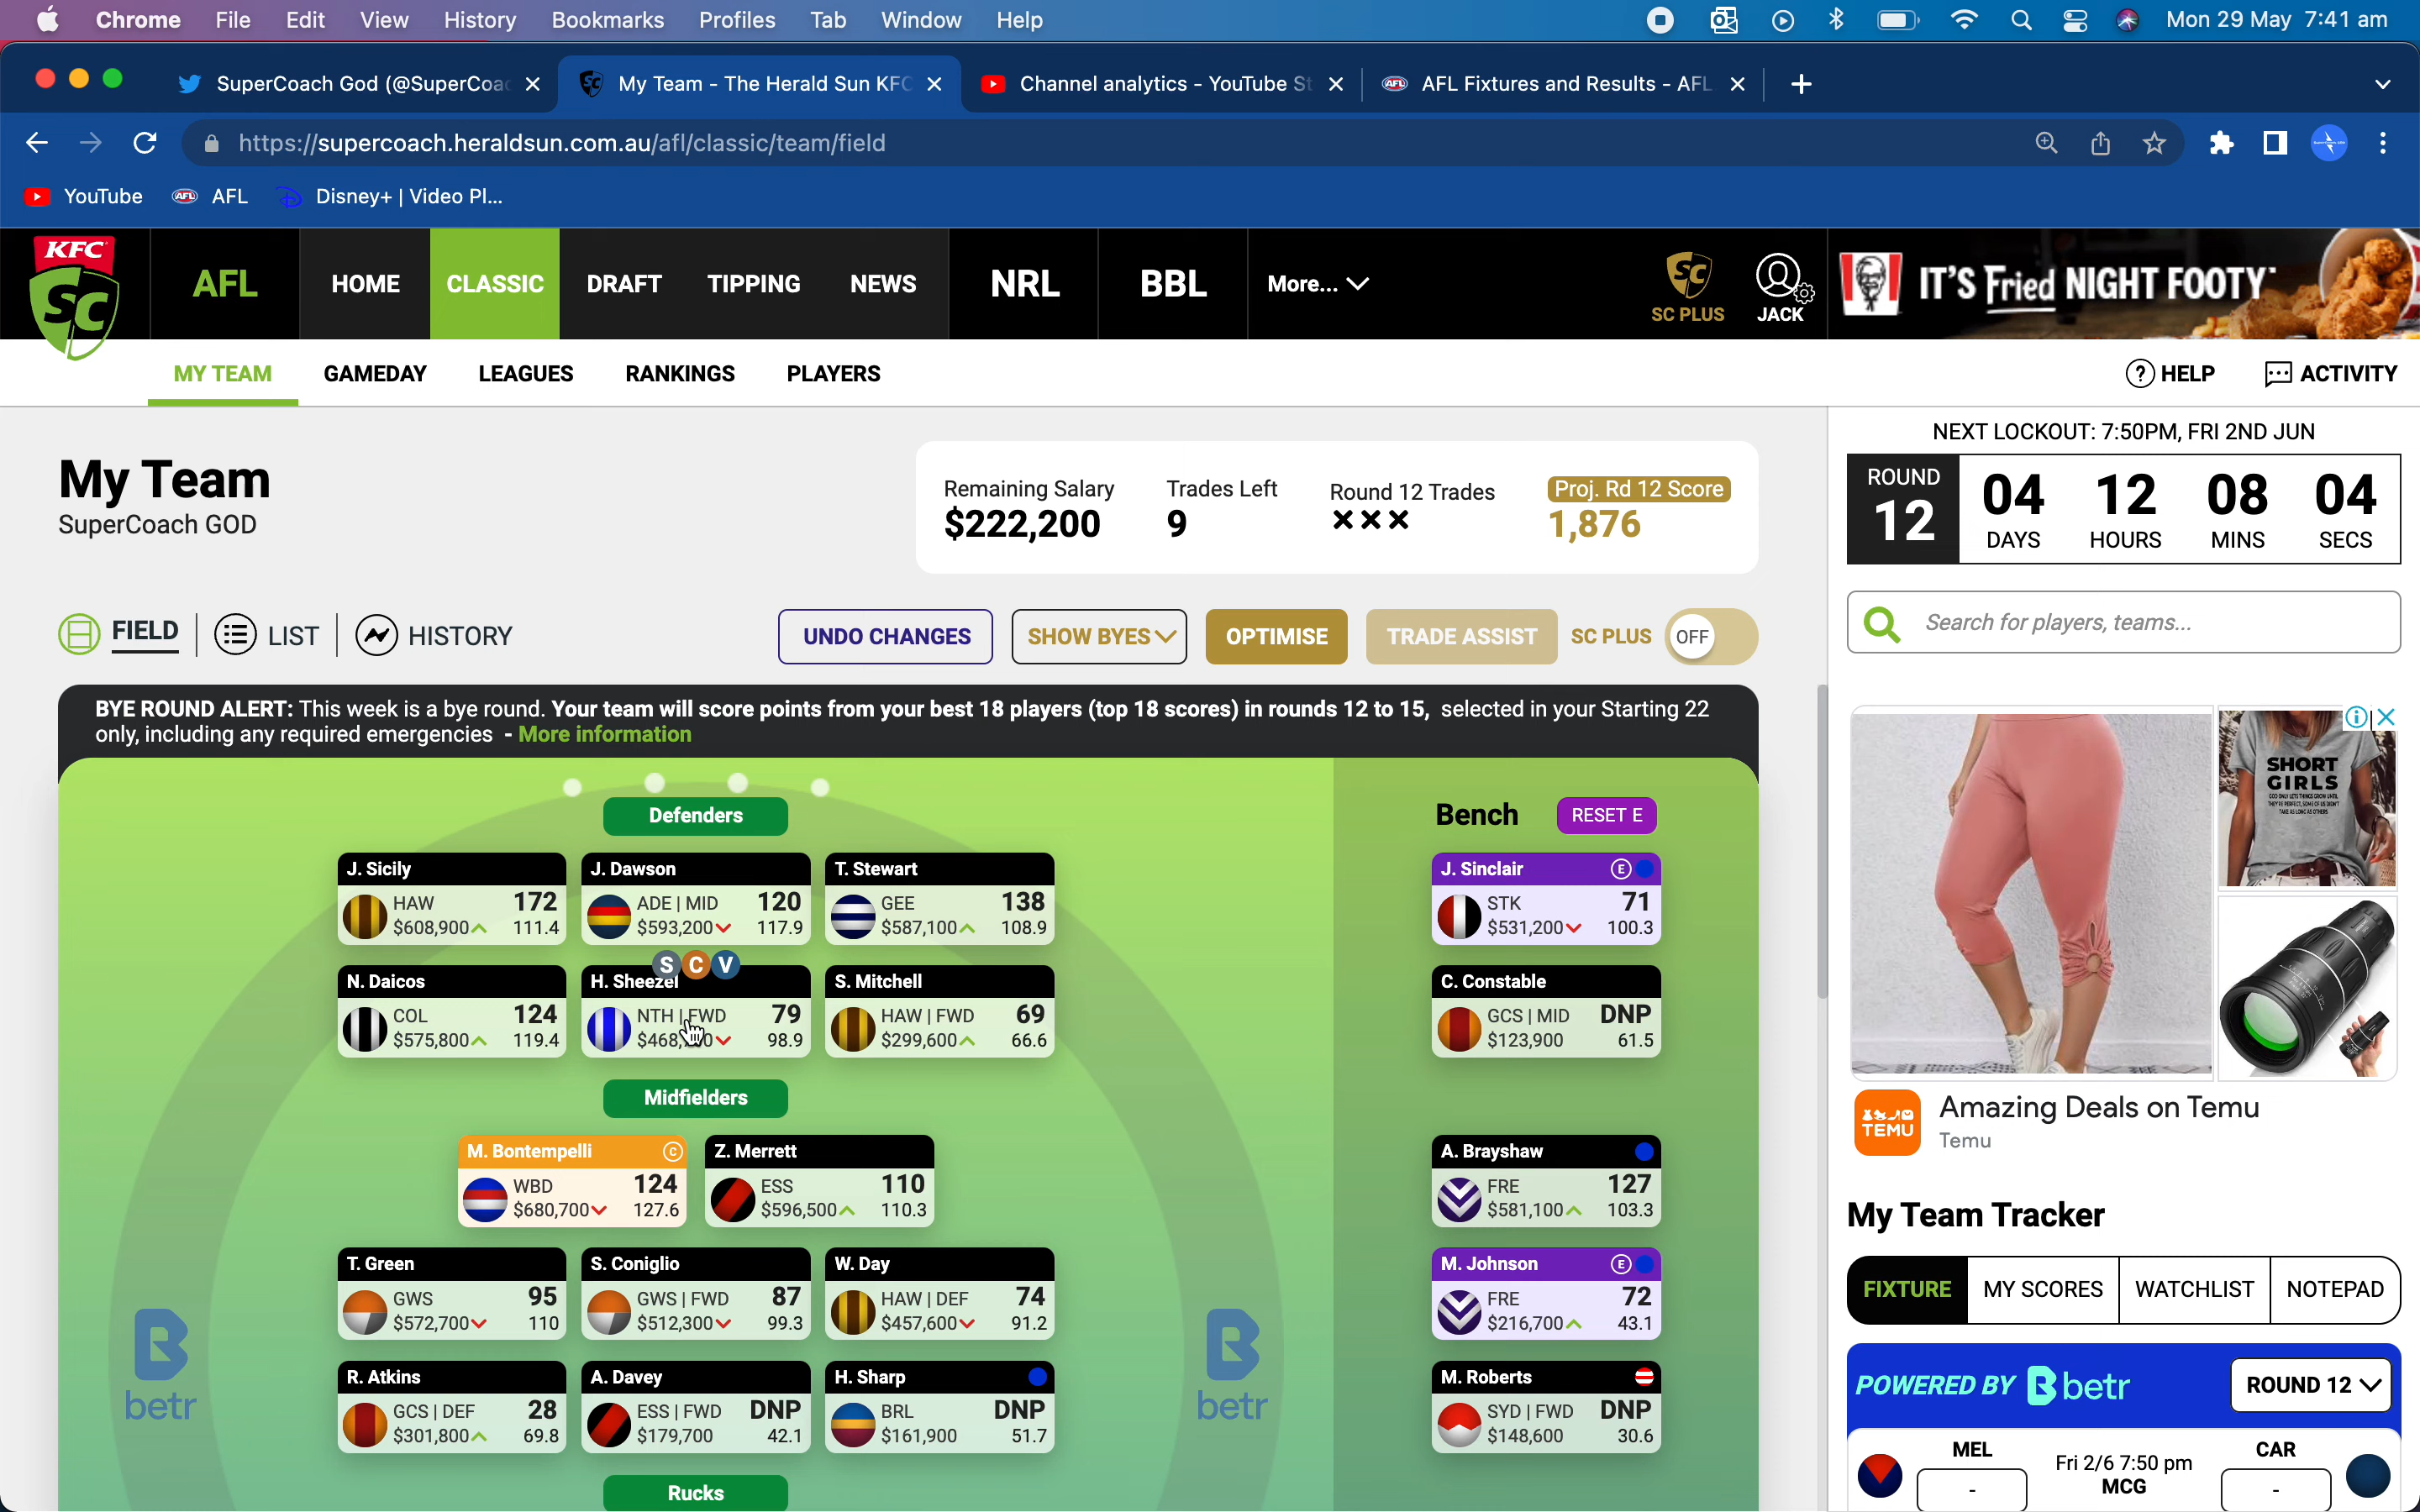 Chrome File Edit View History Bookmarks Profiles Tab Window Help Mon 29 May 7:41 am
SuperCoach God (@SuperCoac My Team - The Herald Sun KFC Channel analytics - YouTube St AFL Fixtures and Results - AFL
https://supercoach.heraldsun.com.au/afl/classic/team/field
YouTube AFL Disney+ | Video Pl...
KFC SC AFL HOME CLASSIC DRAFT TIPPING NEWS NRL BBL More... SC PLUS JACK IT'S Fried NIGHT FOOTY™
MY TEAM GAMEDAY LEAGUES RANKINGS PLAYERS ? HELP ACTIVITY
My Team
SuperCoach GOD
Remaining Salary Trades Left Round 12 Trades Proj. Rd 12 Score
$222,200 9 ××× 1,876
FIELD LIST HISTORY UNDO CHANGES SHOW BYES OPTIMISE TRADE ASSIST SC PLUS OFF
BYE ROUND ALERT: This week is a bye round. Your team will score points from your best 18 players (top 18 scores) in rounds 12 to 15, selected in your Starting 22
only, including any required emergencies - More information
Defenders
Bench RESET E
J. Sicily J. Dawson T. Stewart J. Sinclair E
HAW 172 ADE | MID 120 GEE 138 STK 71
$608,900 111.4 $593,200 117.9 $587,100 108.9 $531,200 100.3
S C V
N. Daicos H. Sheezel S. Mitchell C. Constable
COL 124 NTH | FWD 79 HAW | FWD 69 GCS | MID DNP
$575,800 119.4 $468, 0 98.9 $299,600 66.6 $123,900 61.5
Midfielders
M. Bontempelli C Z. Merrett A. Brayshaw
WBD 124 ESS 110 FRE 127
$680,700 127.6 $596,500 110.3 $581,100 103.3
T. Green S. Coniglio W. Day M. Johnson E
GWS 95 GWS | FWD 87 HAW | DEF 74 FRE 72
$572,700 110 $512,300 99.3 $457,600 91.2 $216,700 43.1
R. Atkins A. Davey H. Sharp M. Roberts
GCS | DEF 28 ESS | FWD DNP BRL DNP SYD | FWD DNP
$301,800 69.8 $179,700 42.1 $161,900 51.7 $148,600 30.6
betr betr
Rucks
NEXT LOCKOUT: 7:50PM, FRI 2ND JUN
ROUND 12 04 12 08 04
DAYS HOURS MINS SECS
Search for players, teams...
SHORT
GIRLS
TEMU Amazing Deals on Temu
Temu
My Team Tracker
FIXTURE MY SCORES WATCHLIST NOTEPAD
POWERED BY betr ROUND 12
MEL Fri 2/6 7:50 pm CAR
- MCG -